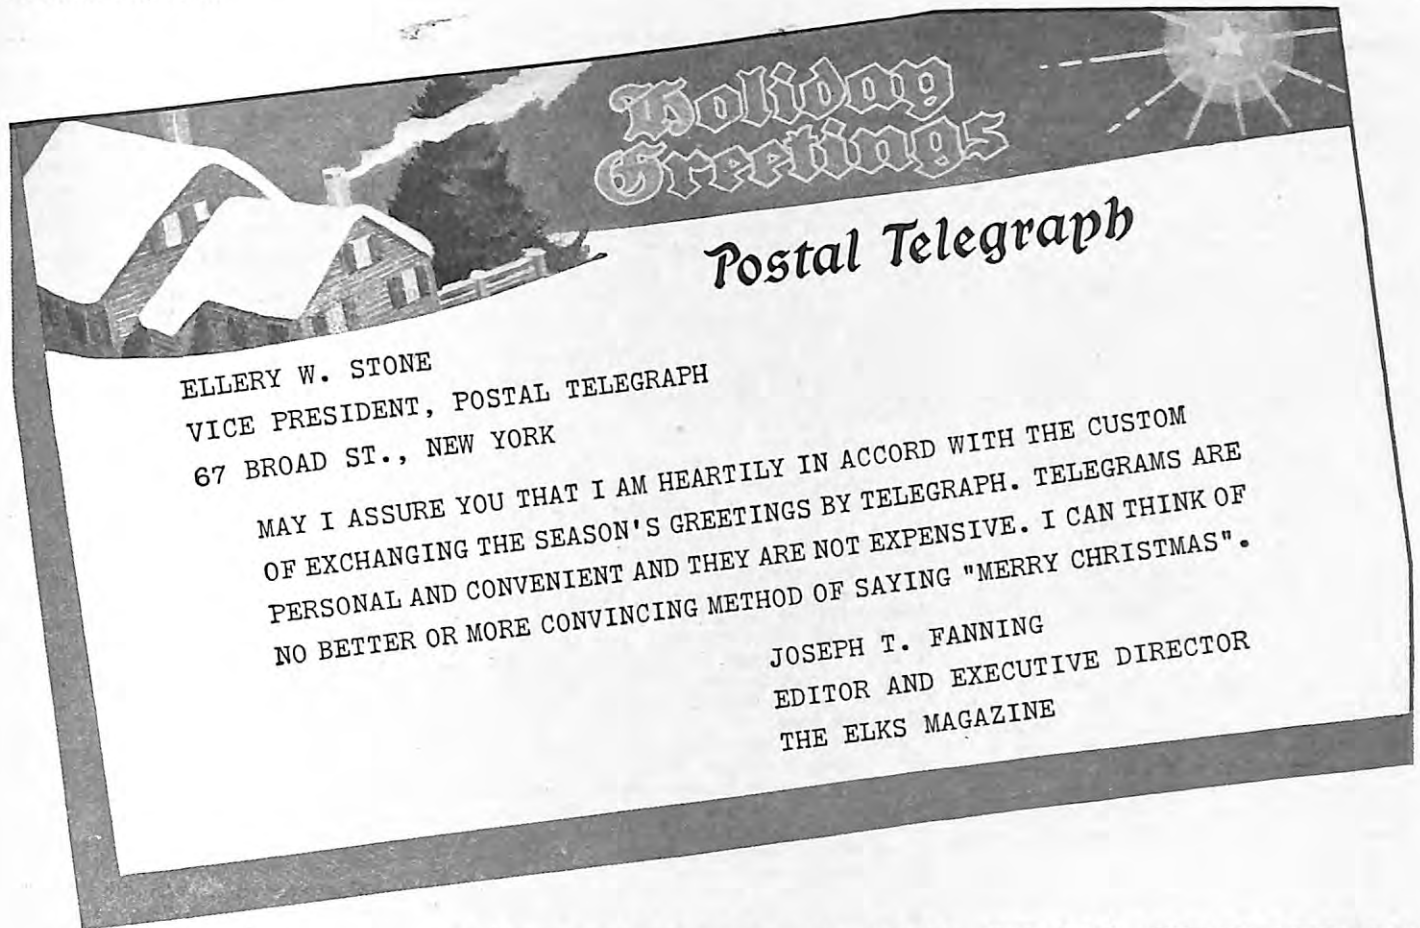 Holiday
Greetings
Postal Telegraph
ELLERY W. STONE
VICE PRESIDENT, POSTAL TELEGRAPH
67 BROAD ST., NEW YORK
MAY I ASSURE YOU THAT I AM HEARTILY IN ACCORD WITH THE CUSTOM
OF EXCHANGING THE SEASON'S GREETINGS BY TELEGRAPH. TELEGRAMS ARE
PERSONAL AND CONVENIENT AND THEY ARE NOT EXPENSIVE. I CAN THINK OF
NO BETTER OR MORE CONVINCING METHOD OF SAYING "MERRY CHRISTMAS".
JOSEPH T. FANNING
EDITOR AND EXECUTIVE DIRECTOR
THE ELKS MAGAZINE